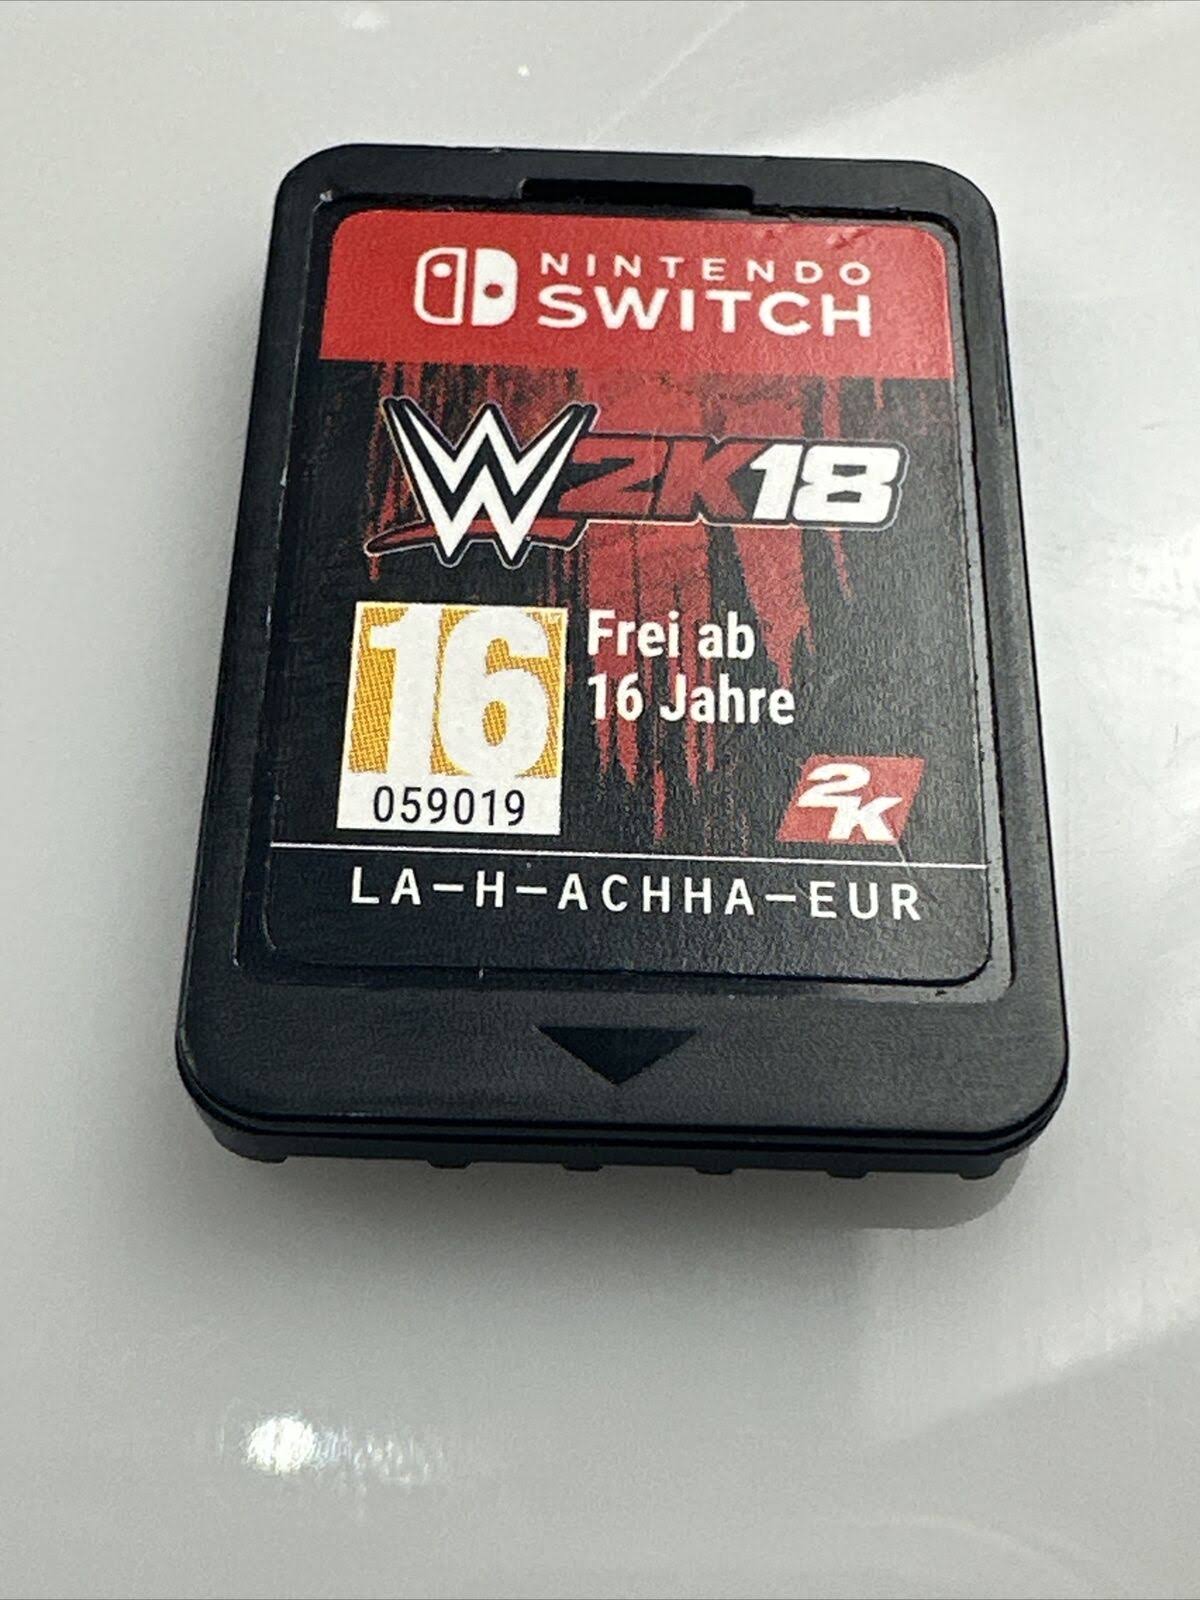 NINTENDO
SWITCH
W 2K18
16
Frei ab
16 Jahre
059019
2K
LA-H-ACHHA-EUR